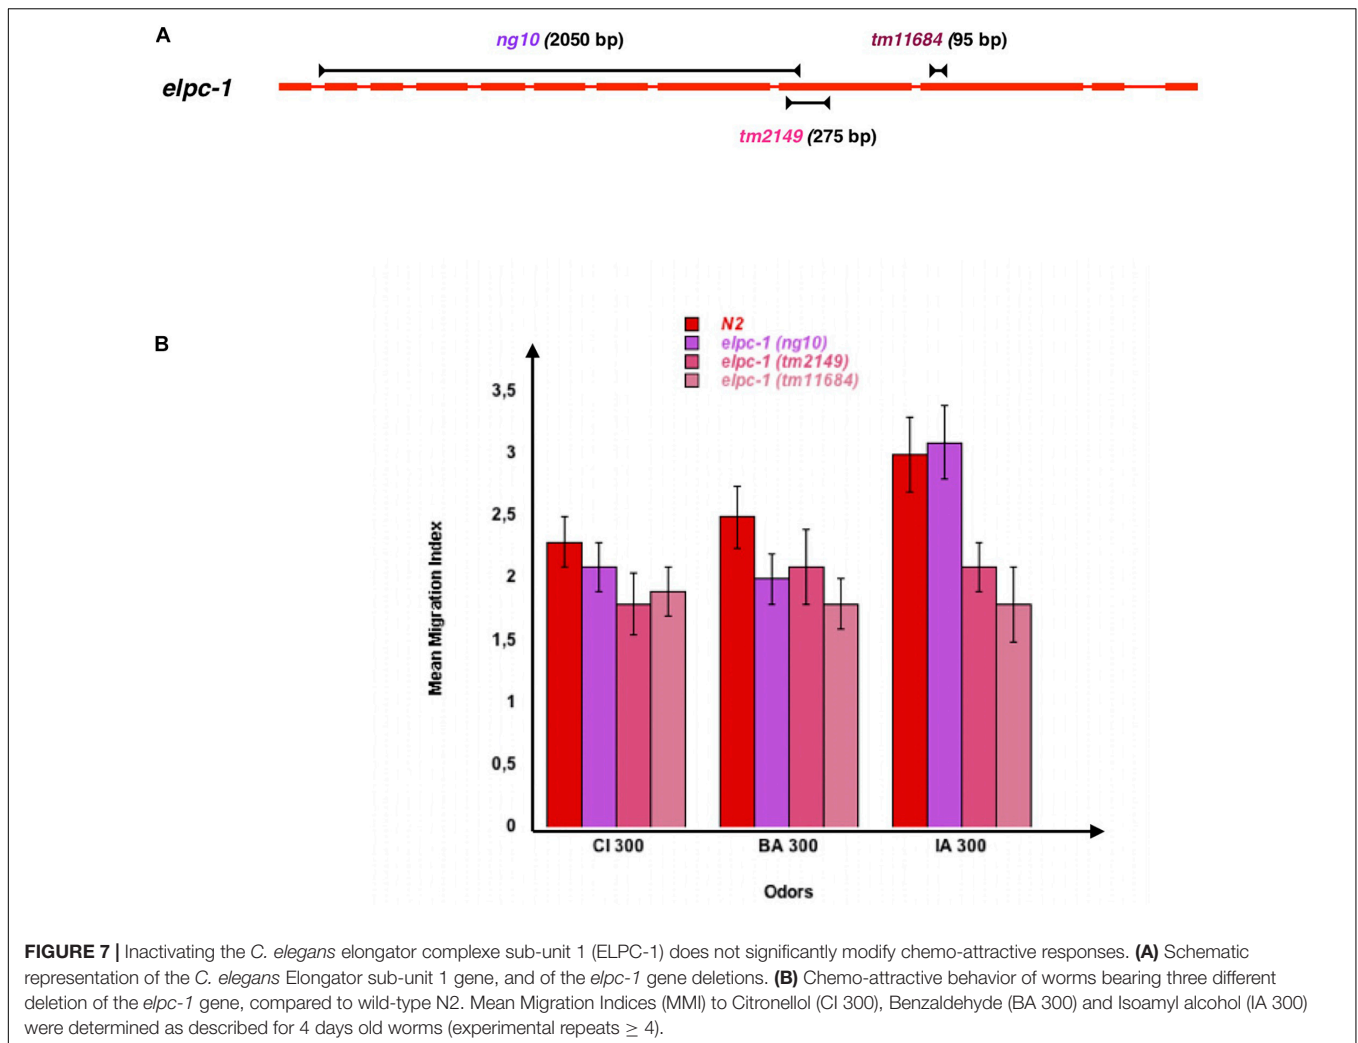 A
ng10 (2050 bp)
tm11684 (95 bp)
elpc-1
tm2149 (275 bp)
B
N2
elpc-1 (ng10)
elpc-1 (tm2149)
elpc-1 (tm11684)
Mean Migration Index
3,5
3
2,5
2
1,5
1
0,5
0
CI 300
BA 300
IA 300
Odors
FIGURE 7 | Inactivating the C. elegans elongator complexe sub-unit 1 (ELPC-1) does not significantly modify chemo-attractive responses. (A) Schematic
representation of the C. elegans Elongator sub-unit 1 gene, and of the elpc-1 gene deletions. (B) Chemo-attractive behavior of worms bearing three different
deletion of the elpc-1 gene, compared to wild-type N2. Mean Migration Indices (MMI) to Citronellol (CI 300), Benzaldehyde (BA 300) and Isoamyl alcohol (IA 300)
were determined as described for 4 days old worms (experimental repeats ≥ 4).